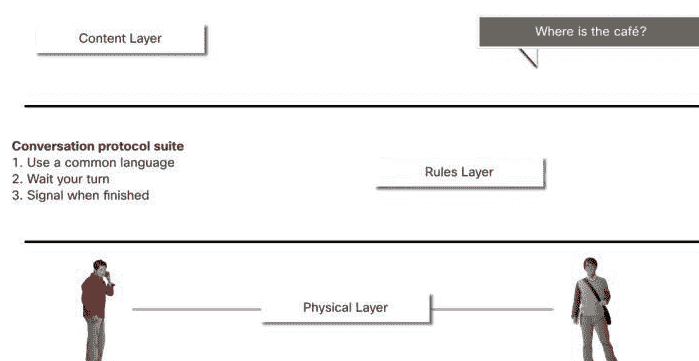 Content Layer
Where is the café?
Conversation protocol suite
1. Use a common language
2. Wait your turn
3. Signal when finished
Rules Layer
Physical Layer